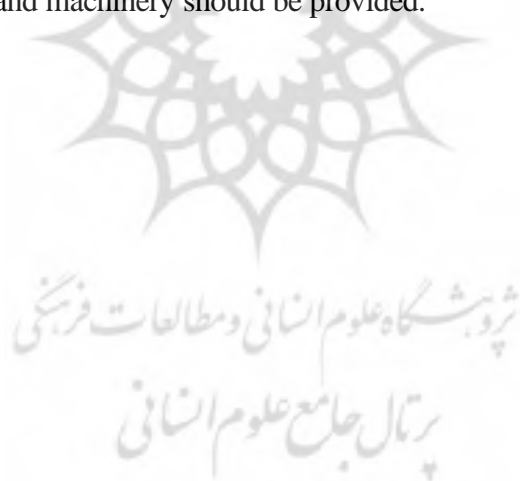 and machinery should be provided.
پژوهشگاه علوم انسانی و مطالعات فرهنگی
پرتال جامع علوم انسانی